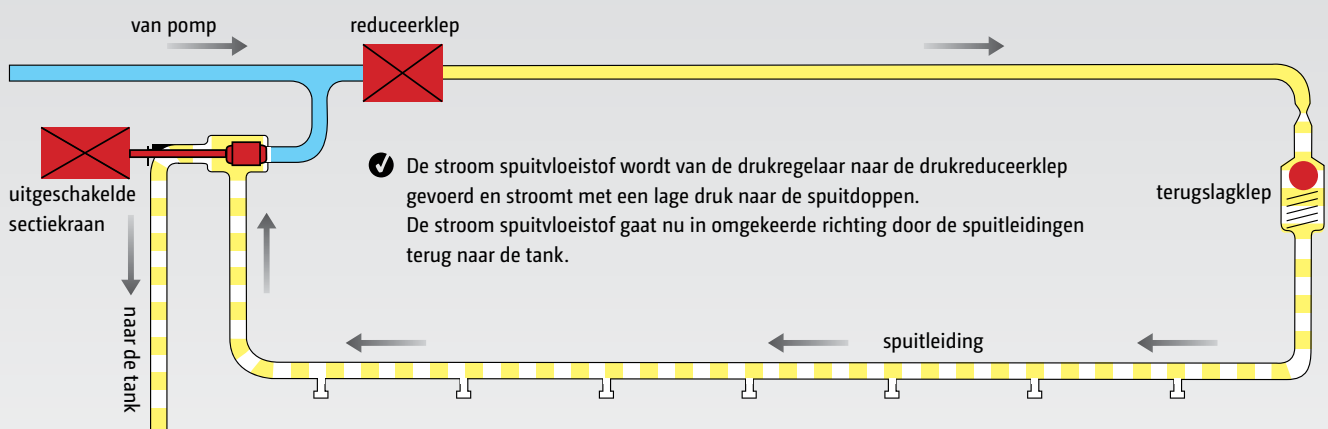 van pomp
reduceerklep
uitgeschakelde
sectiekraan
De stroom spuitvloeistof wordt van de drukregelaar naar de drukreduceerklep
gevoerd en stroomt met een lage druk naar de spuitdoppen.
De stroom spuitvloeistof gaat nu in omgekeerde richting door de spuitleidingen
terug naar de tank.
terugslagklep
naar de tank
spuitleiding